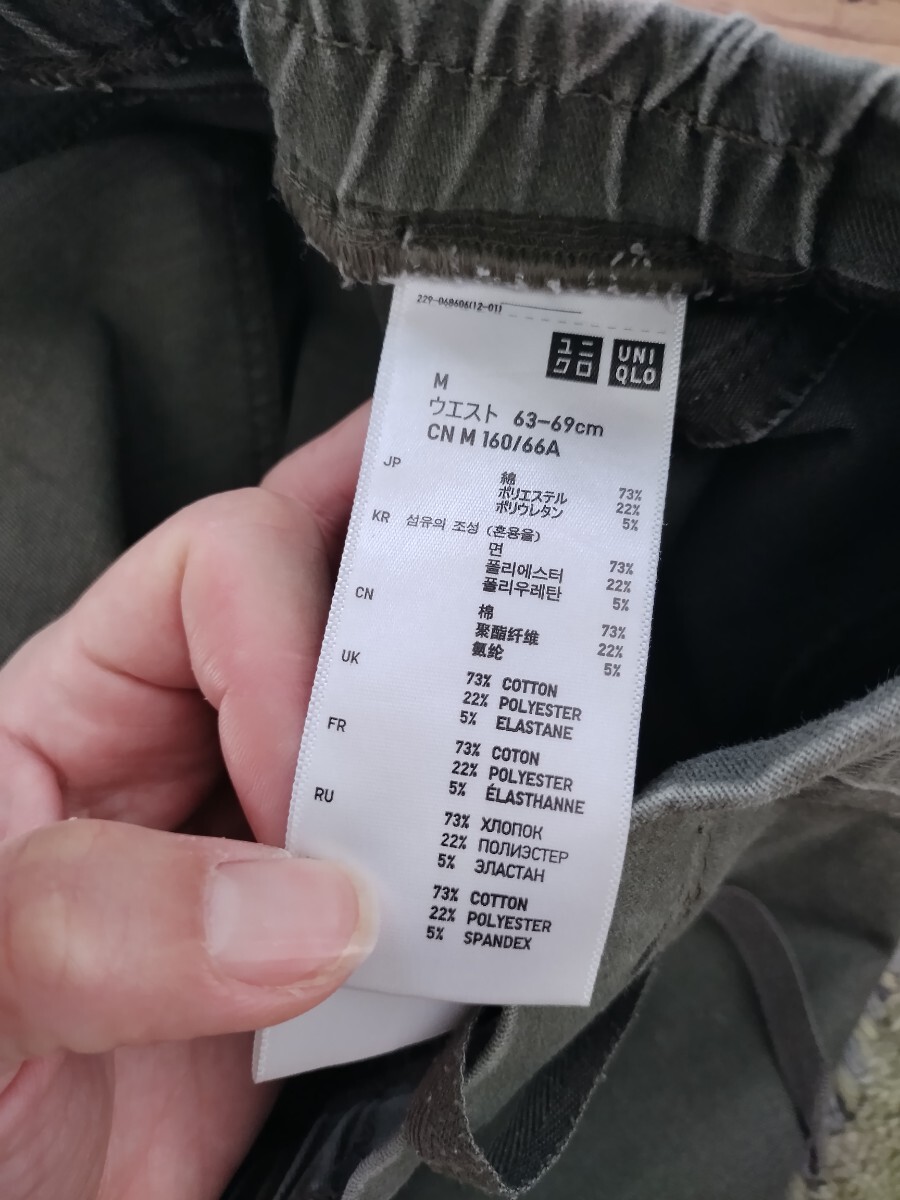 229-068606(12-01)
ユニクロ UNIQLO
M
ウエスト 63-69cm
CN M 160/66A
JP
綿 73%
ポリエステル 22%
ポリウレタン 5%
KR 섬유의 조성 (혼용율)
면 73%
폴리에스터 22%
폴리우레탄 5%
CN
棉 73%
聚酯纤维 22%
氨纶 5%
UK
73% COTTON
22% POLYESTER
5% ELASTANE
FR
73% COTON
22% POLYESTER
5% ÉLASTHANNE
RU
73% ХЛОПОК
22% ПОЛИЭСТЕР
5% ЭЛАСТАН
73% COTTON
22% POLYESTER
5% SPANDEX